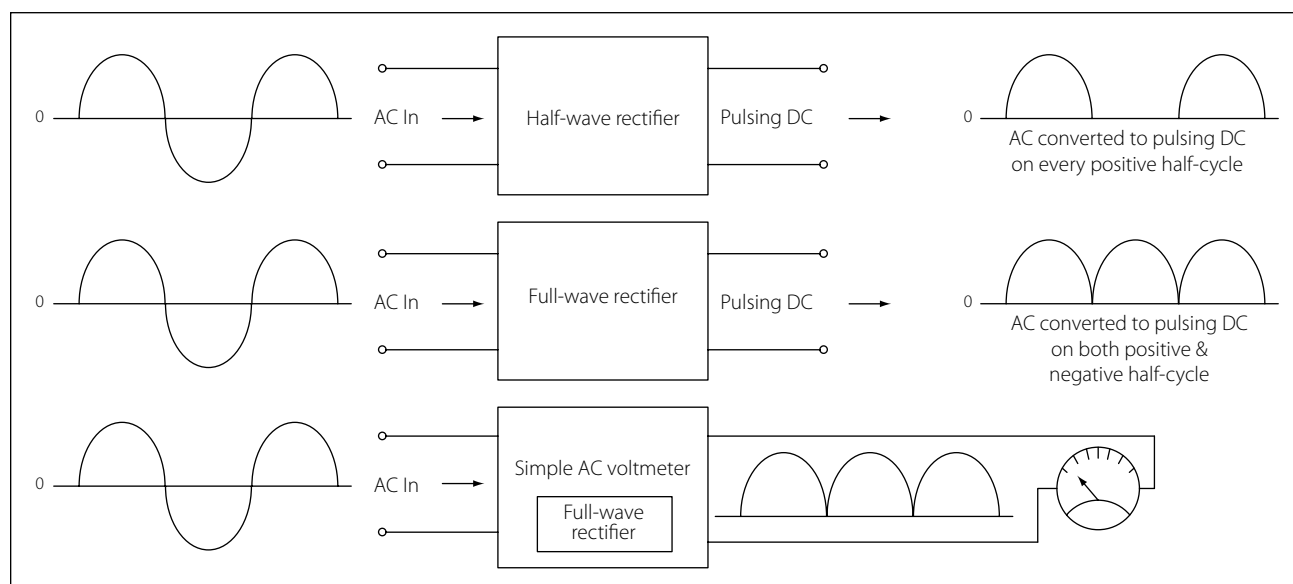 0
AC In
Half-wave rectifier
Pulsing DC
0
AC converted to pulsing DC
on every positive half-cycle
0
AC In
Full-wave rectifier
Pulsing DC
0
AC converted to pulsing DC
on both positive &
negative half-cycle
0
AC In
Simple AC voltmeter
Full-wave
rectifier